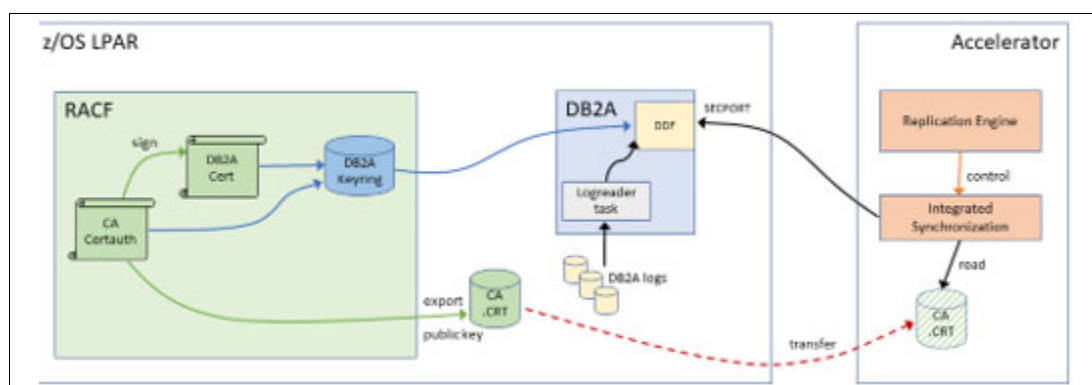 z/OS LPAR
Accelerator
RACF
DB2A
SECPORT
DDF
Replication Engine
sign
DB2A
Cert
DB2A
Keyring
control
Logreader
task
CA
Certauth
Integrated
Synchronization
read
DB2A logs
export
publickey
CA
.CRT
CA
.CRT
transfer